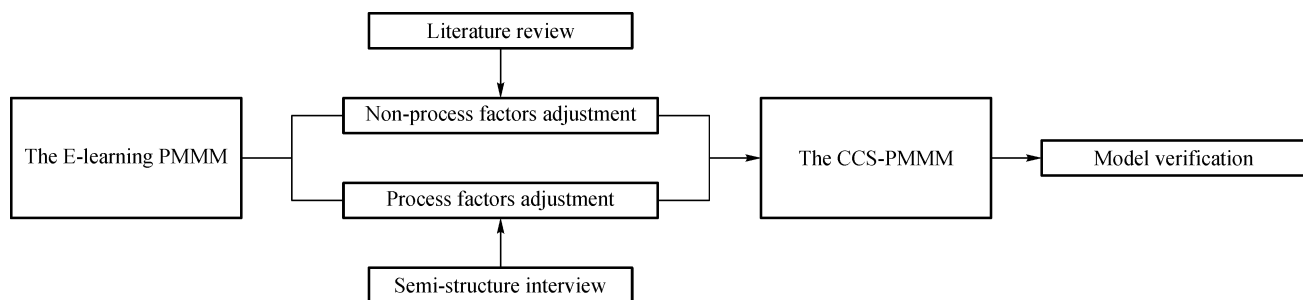 Literature review
Non-process factors adjustment
The E-learning PMMM
The CCS-PMMM
Model verification
Process factors adjustment
Semi-structure interview